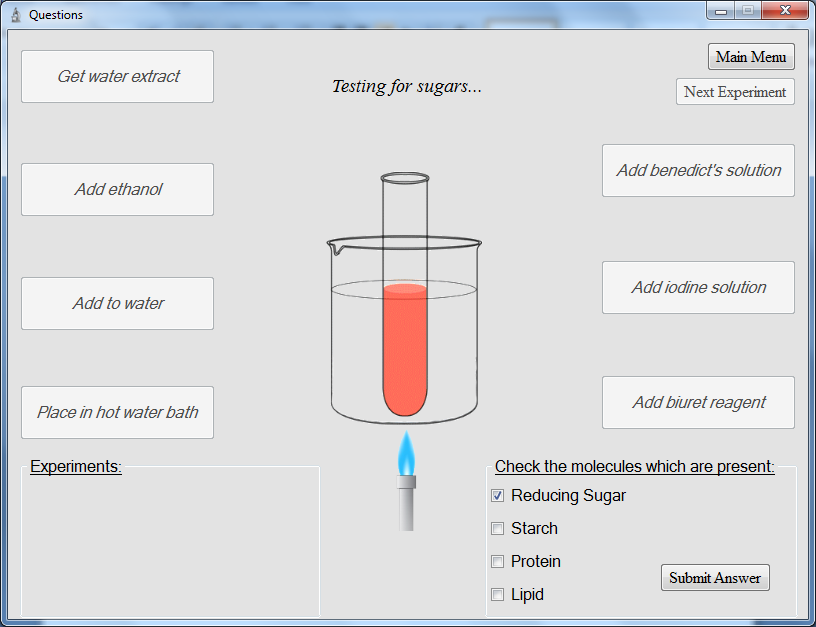 Questions
Main Menu
Next Experiment
Testing for sugars...
Get water extract
Add ethanol
Add to water
Place in hot water bath
Add benedict's solution
Add iodine solution
Add biuret reagent
Experiments:
Check the molecules which are present:
Reducing Sugar
Starch
Protein
Lipid
Submit Answer